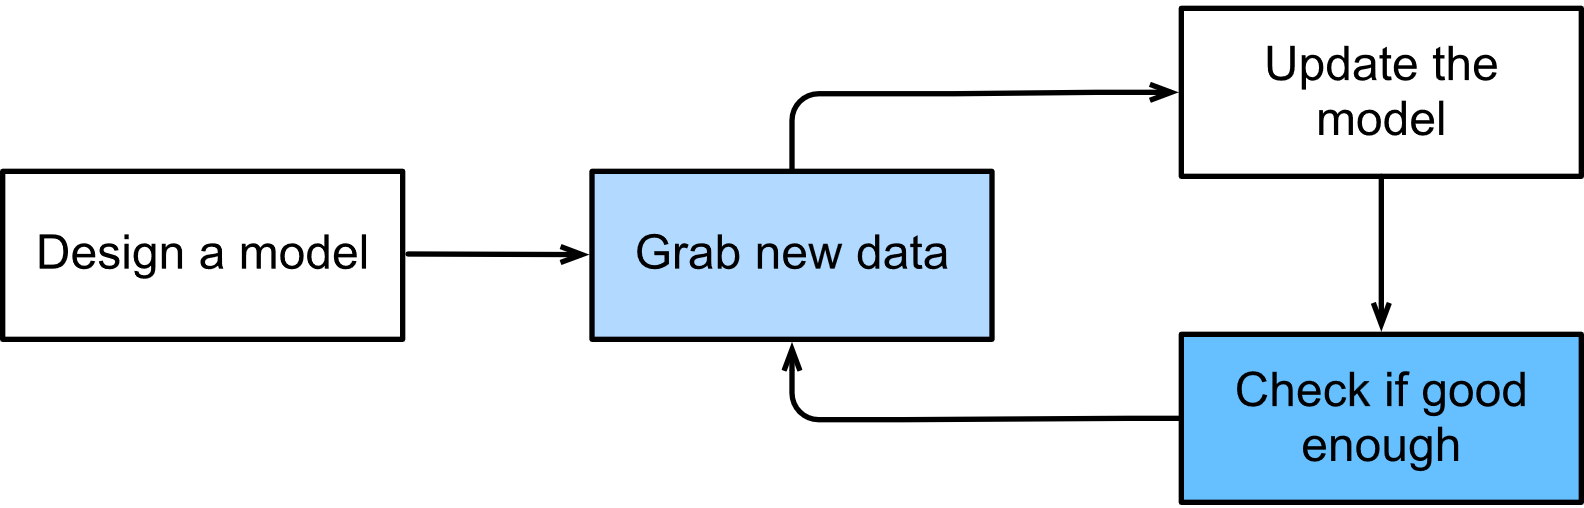 Design a model
Grab new data
Update the
model
Check if good
enough